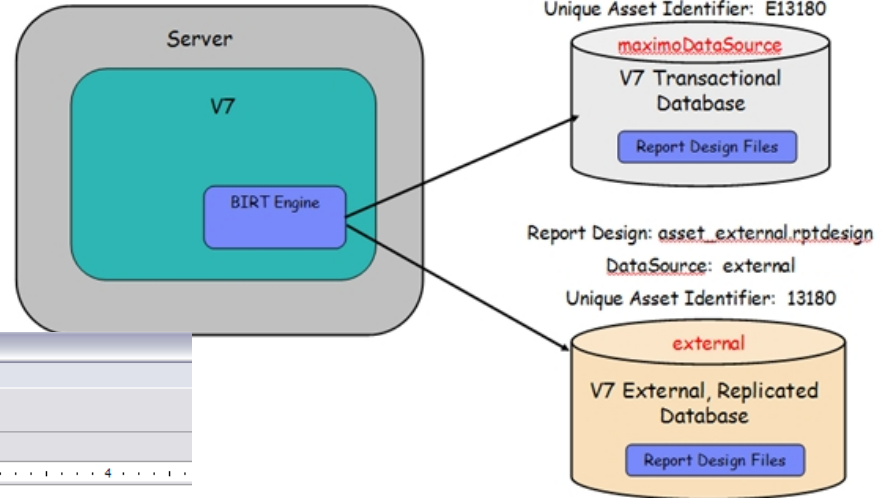 Server
V7
BIRT Engine
Unique Asset Identifier: E13180
maximoDataSource
V7 Transactional
Database
Report Design Files
Report Design: asset_external.rptdesign
DataSource: external
Unique Asset Identifier: 13180
external
V7 External, Replicated
Database
Report Design Files
4